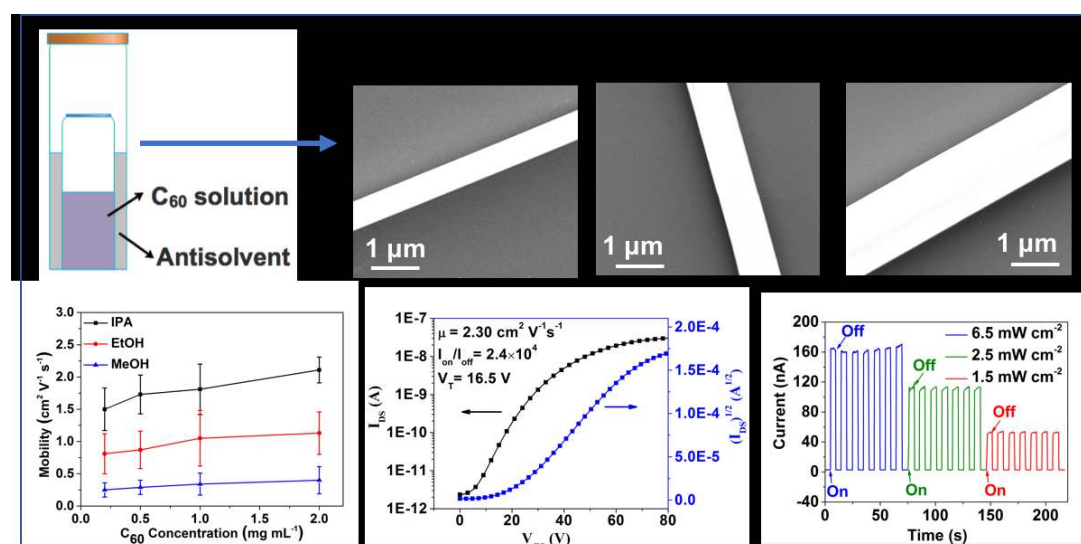 C60 solution
Antisolvent
1 μm
1 μm
1 μm
3.0
2.5
2.0
1.5
1.0
0.5
0.0
IPA
EtOH
MeOH
Mobility (cm² V⁻¹ s⁻¹)
0.0 0.5 1.0 1.5 2.0
C60 Concentration (mg mL⁻¹)
1E-7
1E-8
1E-9
1E-10
1E-11
1E-12
I_DS (A)
μ = 2.30 cm² V⁻¹s⁻¹
I_on/I_off = 2.4×10⁴
V_T= 16.5 V
2.0E-4
1.5E-4
1.0E-4
5.0E-5
0.0
(I_DS)^1/2 (A^1/2)
0 20 40 60 80
(V)
200
160
120
80
40
0
-40
Current (nA)
Off
Off
Off
On
On
On
6.5 mW cm⁻²
2.5 mW cm⁻²
1.5 mW cm⁻²
0 50 100 150 200
Time (s)